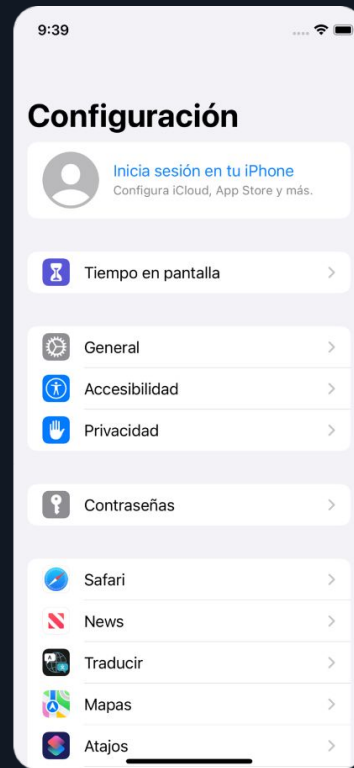 9:39
Configuración
Inicia sesión en tu iPhone
Configura iCloud, App Store y más.
Tiempo en pantalla
General
Accesibilidad
Privacidad
Contraseñas
Safari
News
Traducir
Mapas
Atajos